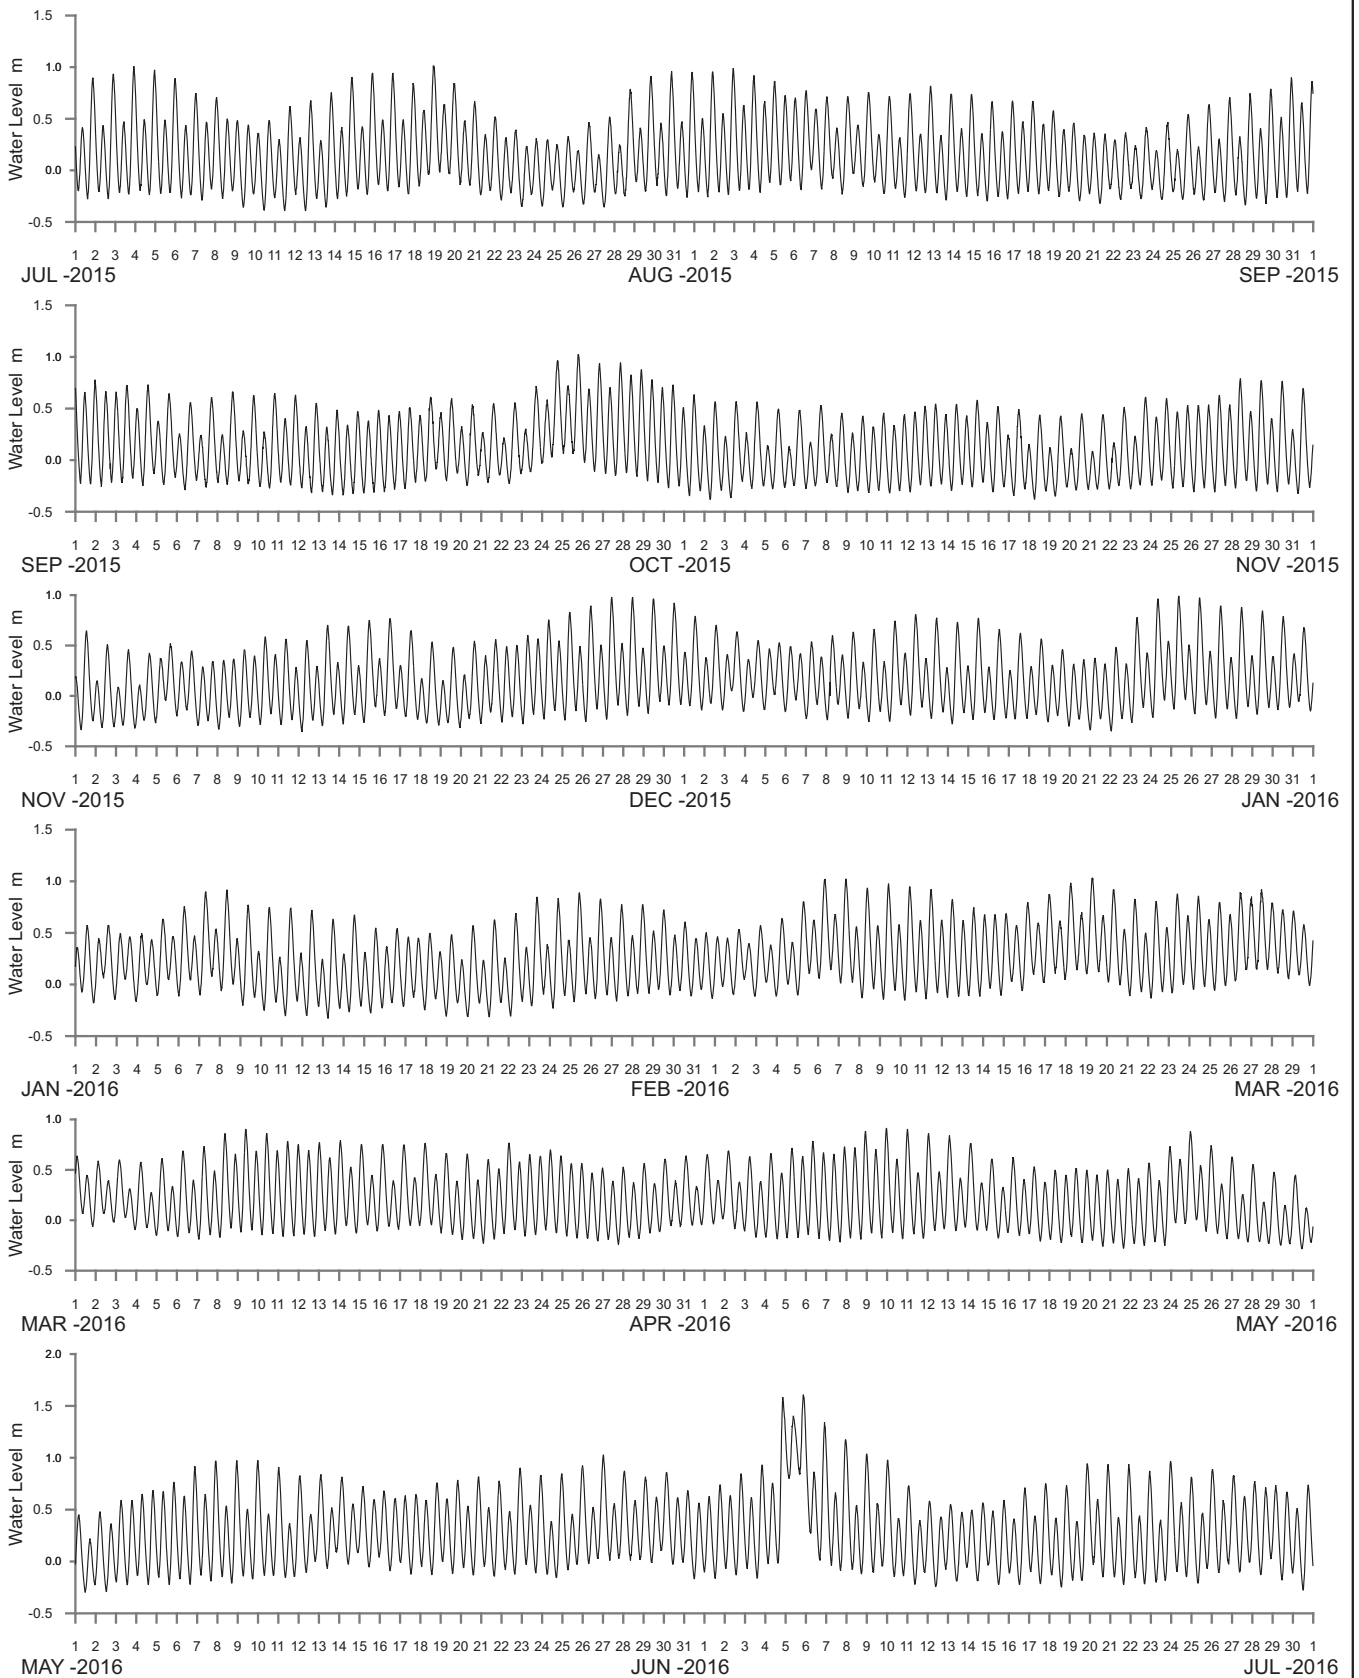 1.5
1.0
0.5
0.0
-0.5
Water Level m
1 2 3 4 5 6 7 8 9 10 11 12 13 14 15 16 17 18 19 20 21 22 23 24 25 26 27 28 29 30 31 1 2 3 4 5 6 7 8 9 10 11 12 13 14 15 16 17 18 19 20 21 22 23 24 25 26 27 28 29 30 31 1
JUL -2015 AUG -2015 SEP -2015
1.5
1.0
0.5
0.0
-0.5
Water Level m
1 2 3 4 5 6 7 8 9 10 11 12 13 14 15 16 17 18 19 20 21 22 23 24 25 26 27 28 29 30 1 2 3 4 5 6 7 8 9 10 11 12 13 14 15 16 17 18 19 20 21 22 23 24 25 26 27 28 29 30 31 1
SEP -2015 OCT -2015 NOV -2015
1.0
0.5
0.0
-0.5
Water Level m
1 2 3 4 5 6 7 8 9 10 11 12 13 14 15 16 17 18 19 20 21 22 23 24 25 26 27 28 29 30 1 2 3 4 5 6 7 8 9 10 11 12 13 14 15 16 17 18 19 20 21 22 23 24 25 26 27 28 29 30 31 1
NOV -2015 DEC -2015 JAN -2016
1.5
1.0
0.5
0.0
-0.5
Water Level m
1 2 3 4 5 6 7 8 9 10 11 12 13 14 15 16 17 18 19 20 21 22 23 24 25 26 27 28 29 30 31 1 2 3 4 5 6 7 8 9 10 11 12 13 14 15 16 17 18 19 20 21 22 23 24 25 26 27 28 29 1
JAN -2016 FEB -2016 MAR -2016
1.0
0.5
0.0
-0.5
Water Level m
1 2 3 4 5 6 7 8 9 10 11 12 13 14 15 16 17 18 19 20 21 22 23 24 25 26 27 28 29 30 31 1 2 3 4 5 6 7 8 9 10 11 12 13 14 15 16 17 18 19 20 21 22 23 24 25 26 27 28 29 30 1
MAR -2016 APR -2016 MAY -2016
2.0
1.5
1.0
0.5
0.0
-0.5
Water Level m
1 2 3 4 5 6 7 8 9 10 11 12 13 14 15 16 17 18 19 20 21 22 23 24 25 26 27 28 29 30 31 1 2 3 4 5 6 7 8 9 10 11 12 13 14 15 16 17 18 19 20 21 22 23 24 25 26 27 28 29 30 1
MAY -2016 JUN -2016 JUL -2016